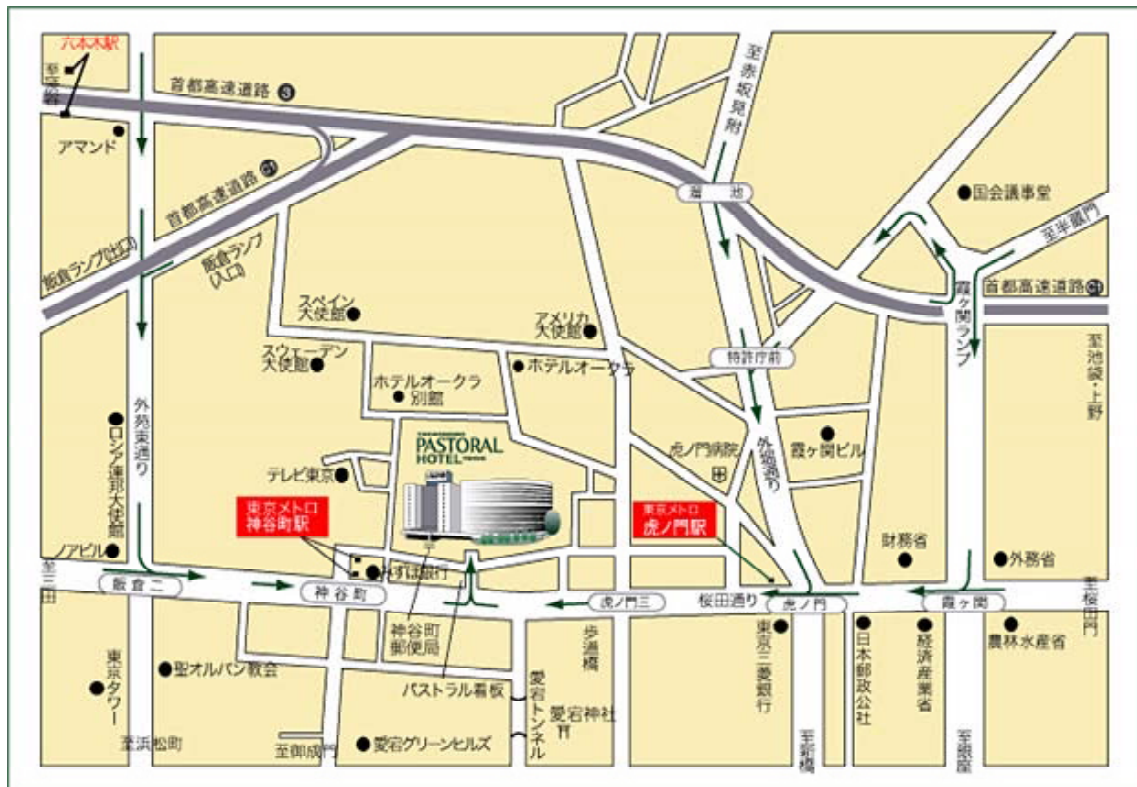 六本木駅
至渋谷
首都高速道路 3
アマンド
首都高速道路 C1
飯倉ランプ(出口)
飯倉ランプ
(入口)
至赤坂見附
溜池
国会議事堂
至半蔵門
首都高速道路 C1
霞ヶ関ランプ
至池袋・上野
スペイン
大使館
アメリカ
大使館
スウェーデン
大使館
ホテルオークラ
ホテルオークラ
別館
特許庁前
外苑東通り
ロシア連邦大使館
PASTORAL
HOTEL
テレビ東京
虎ノ門病院
外堀通り
霞ヶ関ビル
東京メトロ
神谷町駅
東京メトロ
虎ノ門駅
財務省
外務省
ノアビル
至三田
飯倉二
神谷町
みずほ銀行
虎ノ門三
桜田通り
虎ノ門
霞ヶ関
至桜田門
神谷町
郵便局
歩道橋
東京三菱銀行
日本郵政公社
経済産業省
農林水産省
東京タワー
聖オルバン教会
パストラル看板
愛宕トンネル
愛宕神社
至浜松町
至御成門
愛宕グリーンヒルズ
至新橋
至銀座